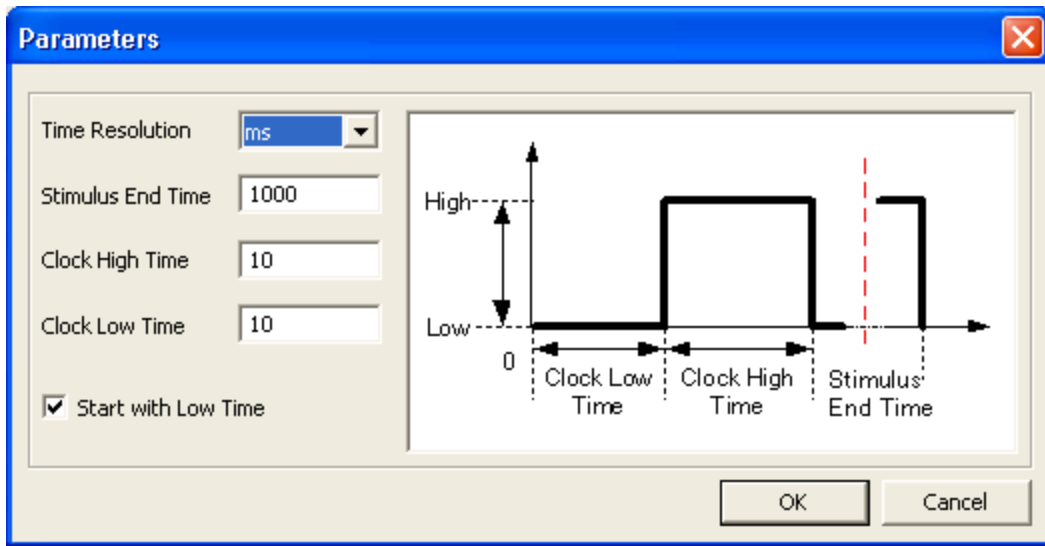 Parameters
Time Resolution ms
Stimulus End Time 1000
Clock High Time 10
Clock Low Time 10
Start with Low Time
High
Low
0
Clock Low Time
Clock High Time
Stimulus End Time
OK
Cancel